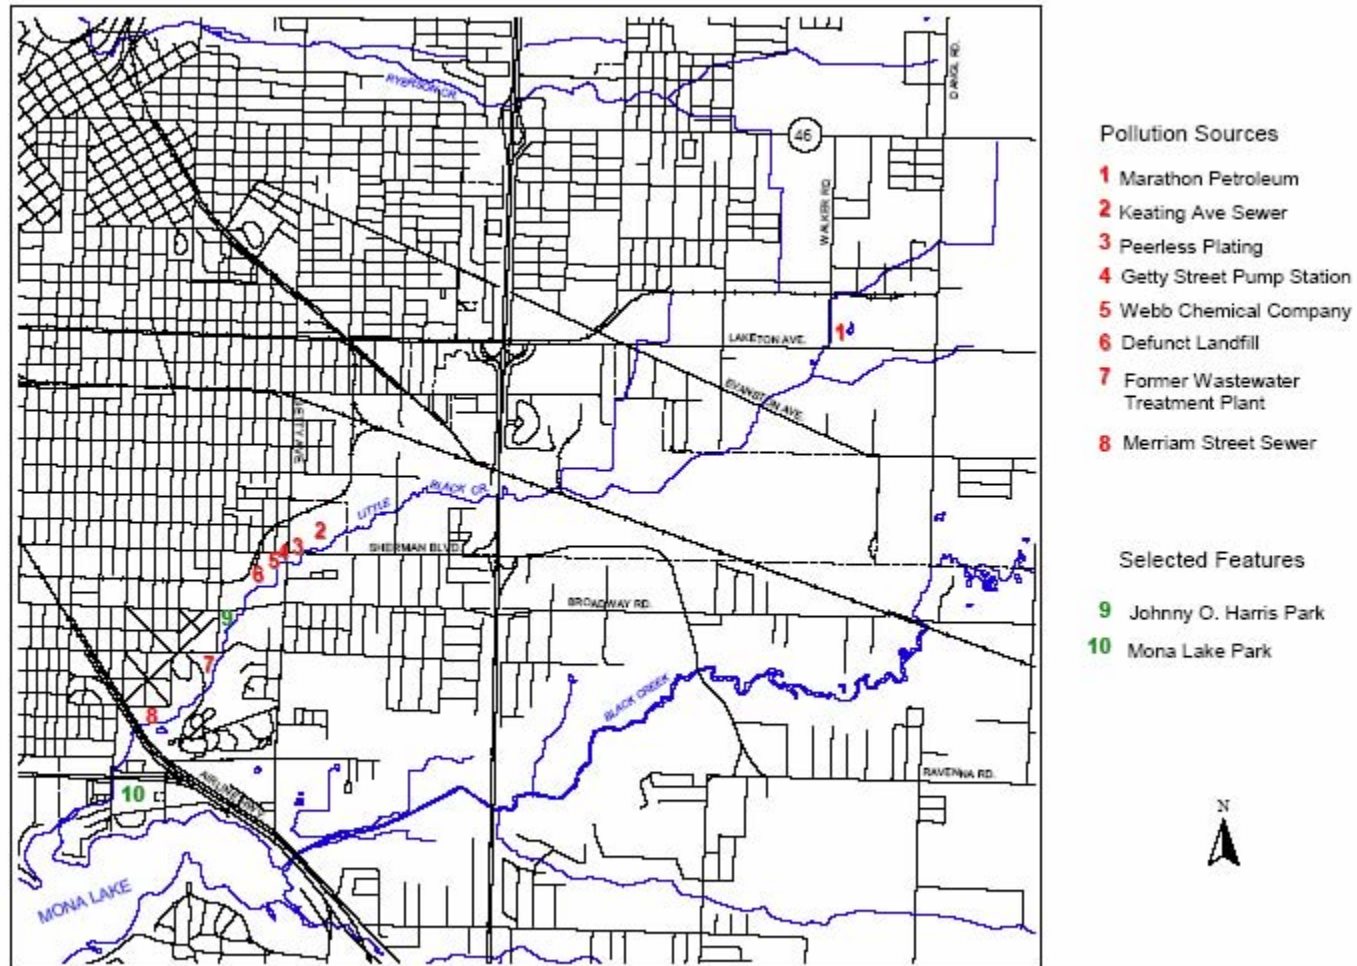 RYERSON CR.
DANGL RD.
46
WALKER RD
LAKETON AVE.
EVANSTON AVE.
GETTY AVE.
LITTLE
BLACK CR.
SHERMAN BLVD.
BROADWAY RD.
BLACK CREEK
RAVENNA RD.
MONA LAKE
1
2
3
4
5
6
9
7
8
10
Pollution Sources
1 Marathon Petroleum
2 Keating Ave Sewer
3 Peerless Plating
4 Getty Street Pump Station
5 Webb Chemical Company
6 Defunct Landfill
7 Former Wastewater
Treatment Plant
8 Merriam Street Sewer
Selected Features
9 Johnny O. Harris Park
10 Mona Lake Park
N